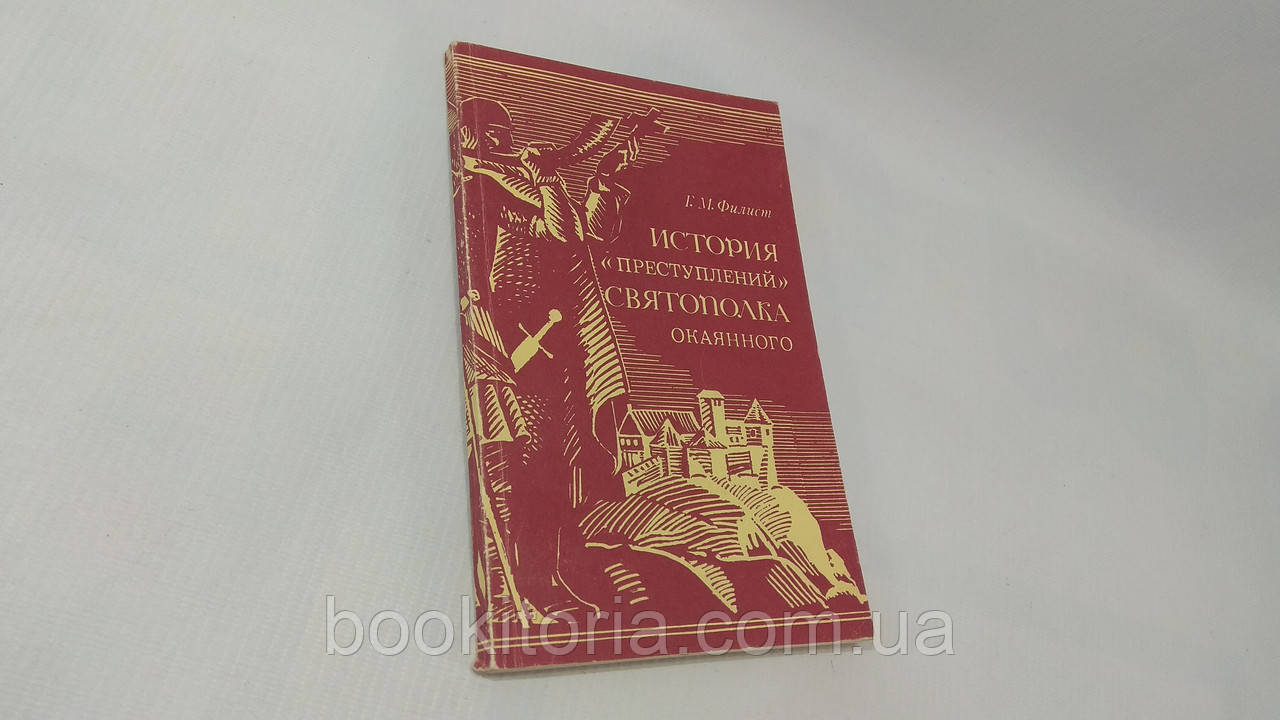 Г. М. Филист
ИСТОРИЯ
«ПРЕСТУПЛЕНИЙ»
СВЯТОПОЛКА
ОКАЯННОГО
bookitoria.com.ua